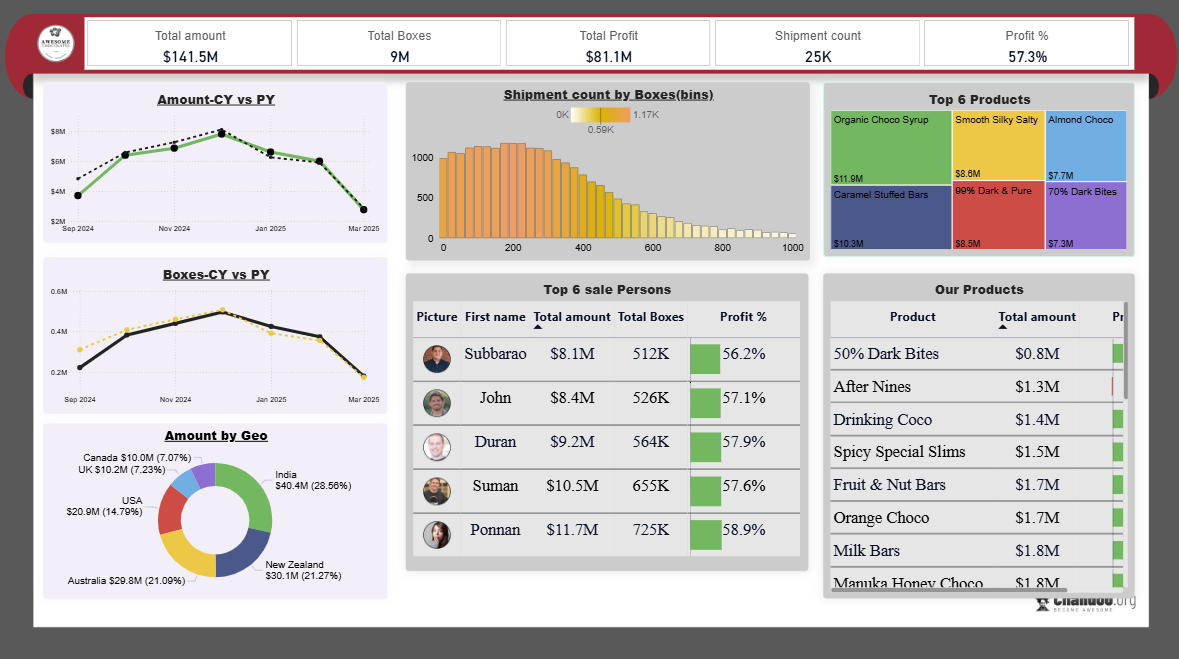 AWESOME
CHOCOLATES
Total amount
$141.5M
Total Boxes
9M
Total Profit
$81.1M
Shipment count
25K
Profit %
57.3%
Amount-CY vs PY
$8M
$6M
$4M
$2M
Sep 2024
Nov 2024
Jan 2025
Mar 2025
Boxes-CY vs PY
0.6M
0.4M
0.2M
Sep 2024
Nov 2024
Jan 2025
Mar 2025
Amount by Geo
Canada $10.0M (7.07%)
UK $10.2M (7.23%)
USA
$20.9M (14.79%)
Australia $29.8M (21.09%)
India
$40.4M (28.56%)
New Zealand
$30.1M (21.27%)
Shipment count by Boxes(bins)
0K 1.17K
0.59K
1000
500
0
0 200 400 600 800 1000
Top 6 Products
Organic Choco Syrup
$11.9M
Caramel Stuffed Bars
$10.3M
Smooth Silky Salty
$8.6M
99% Dark & Pure
$8.5M
Almond Choco
$7.7M
70% Dark Bites
$7.3M
Top 6 sale Persons
Picture First name Total amount Total Boxes Profit %
Subbarao $8.1M 512K 56.2%
John $8.4M 526K 57.1%
Duran $9.2M 564K 57.9%
Suman $10.5M 655K 57.6%
Ponnan $11.7M 725K 58.9%
Our Products
Product Total amount Pr
50% Dark Bites $0.8M
After Nines $1.3M
Drinking Coco $1.4M
Spicy Special Slims $1.5M
Fruit & Nut Bars $1.7M
Orange Choco $1.7M
Milk Bars $1.8M
Manuka Honey Choco $1.8M
Chandoo.org
BECOME AWESOME